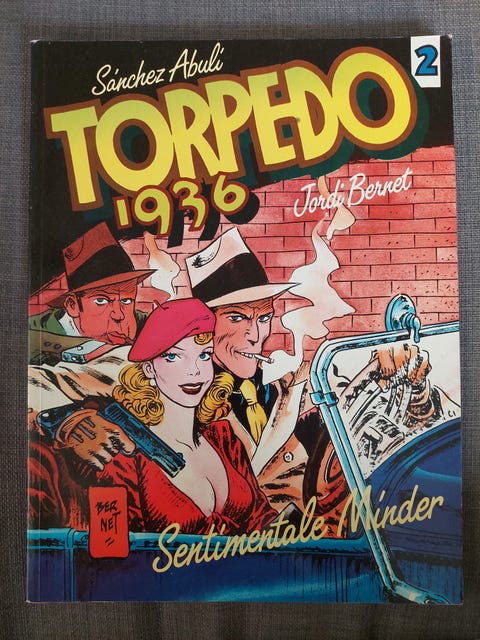 Sánchez Abulí
2
TORPEDO
1936
Jordi Bernet
BER
NET
Sentimentale Minder